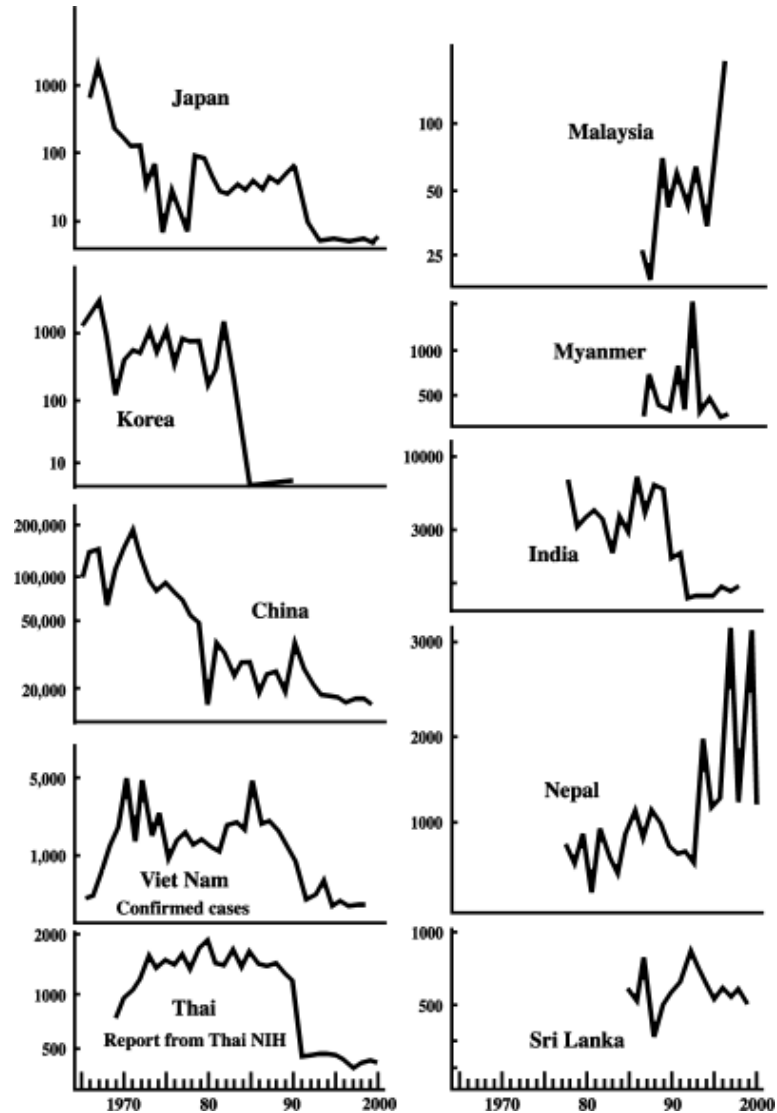 1000
Japan
100
10
1000
100
Korea
10
200,000
100,000
50,000
China
20,000
5,000
1,000
Viet Nam
Confirmed cases
2000
1000
Thai
Report from Thai NIH
500
1970 80 90 2000
100
Malaysia
50
25
Myanmer
1000
500
10000
3000
India
3000
2000
Nepal
1000
1000
500
Sri Lanka
1970 80 90 2000